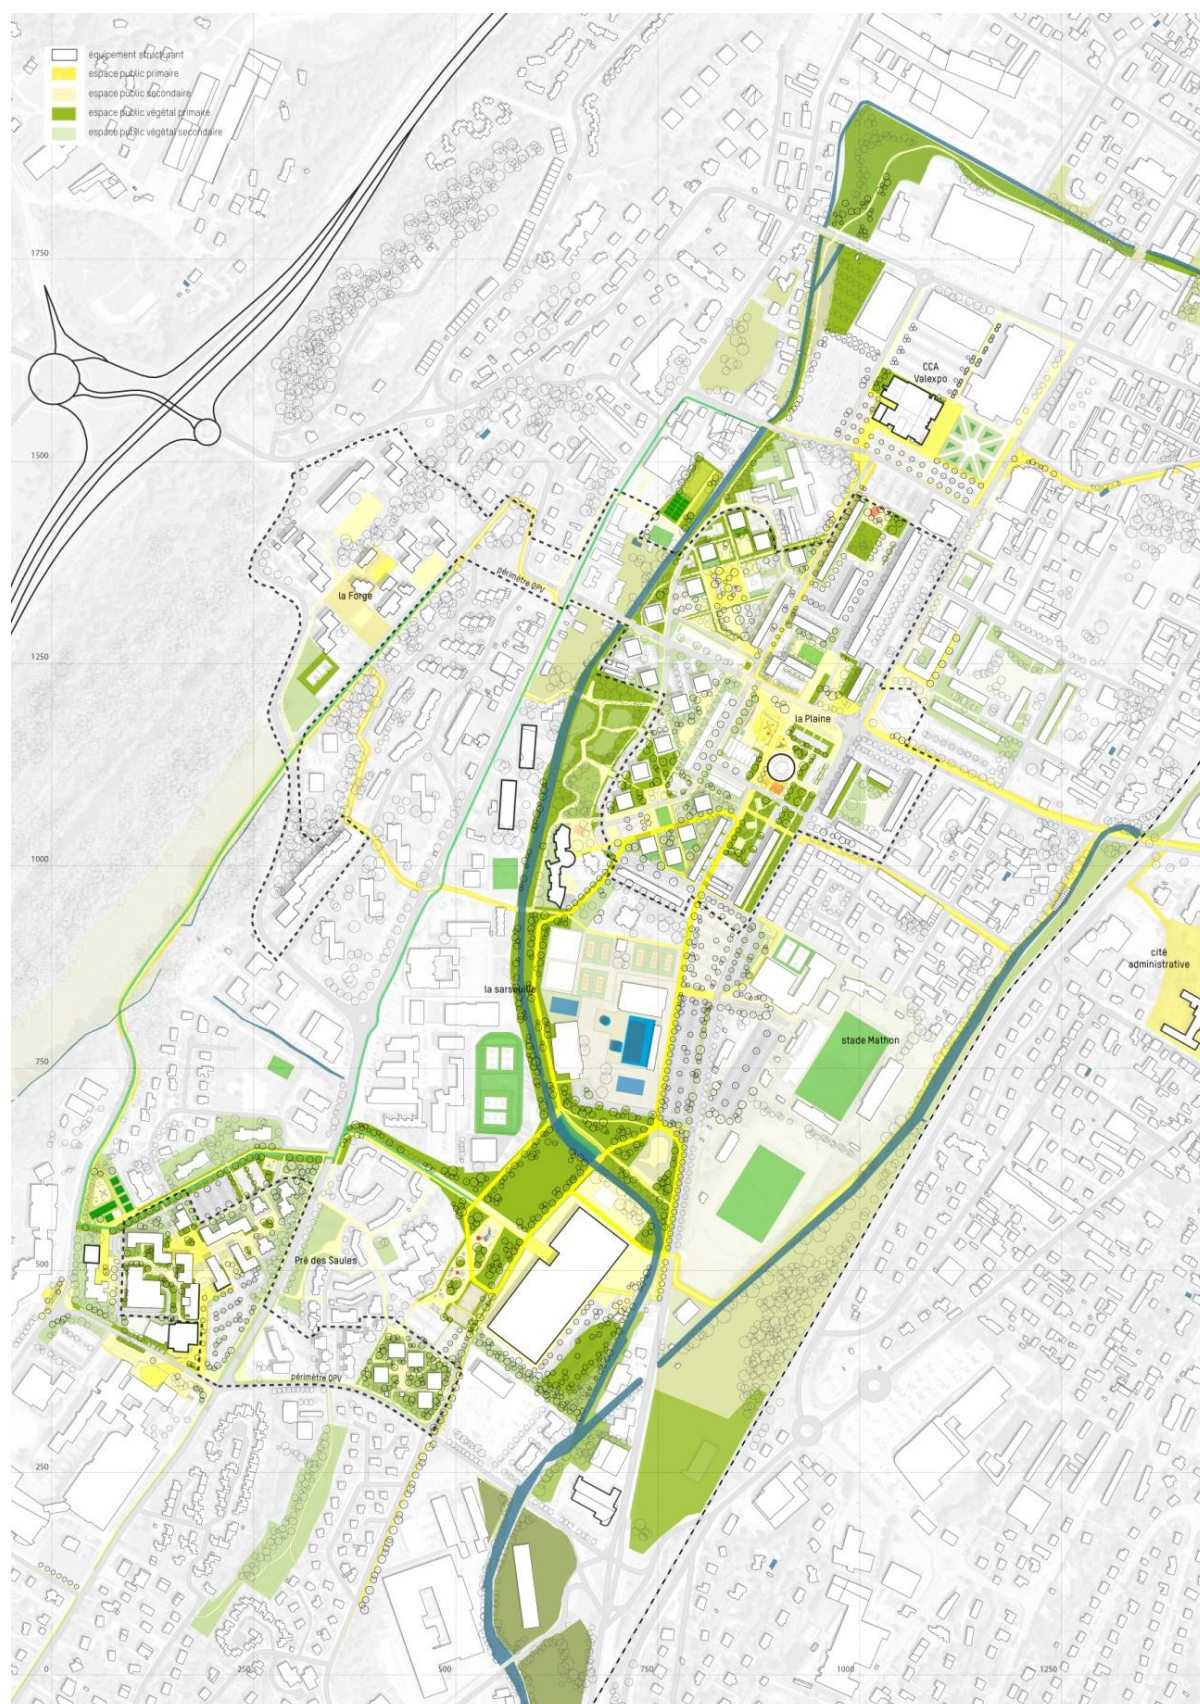 équipement structurant
espace public primaire
espace public secondaire
espace public végétal primaire
espace public végétal secondaire
1750
CCA
Valexpo
1500
périmètre OPV
la Forge
1250
la Plaine
1000
cité
administrative
la sarsouille
stade Mathon
750
500
Pré des Saules
périmètre OPV
250
0
250
500
750
1000
1250